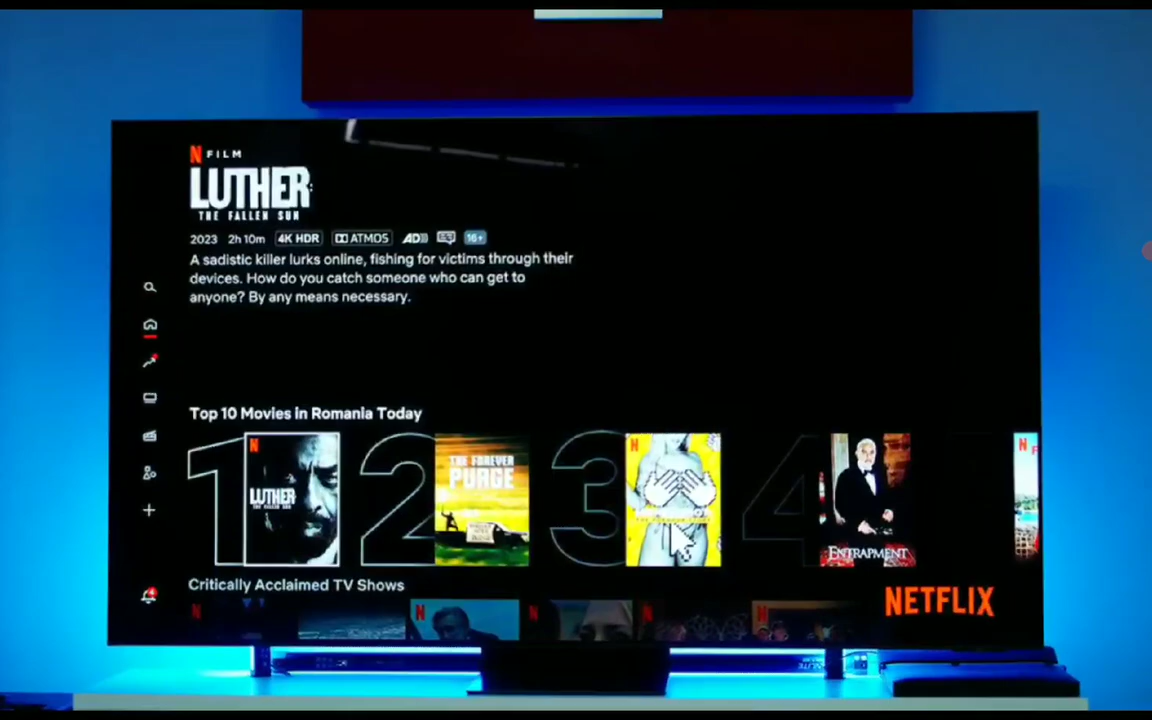 N FILM
LUTHER
THE FALLEN SUN
2023 2h 10m 4K HDR ATMOS AD 16+
A sadistic killer lurks online, fishing for victims through their
devices. How do you catch someone who can get to
anyone? By any means necessary.
Top 10 Movies in Romania Today
1 N LUTHER THE FALLEN SUN
2 THE FOREVER PURGE
3 N
4 ENTRAPMENT
N F
Critically Acclaimed TV Shows
NETFLIX
N N N N N